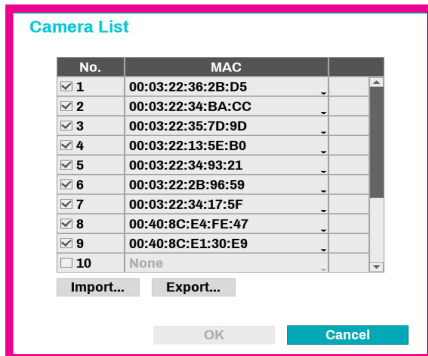 Camera List
No. MAC
1 00:03:22:36:2B:D5
2 00:03:22:34:BA:CC
3 00:03:22:35:7D:9D
4 00:03:22:13:5E:B0
5 00:03:22:34:93:21
6 00:03:22:2B:96:59
7 00:03:22:34:17:5F
8 00:40:8C:E4:FE:47
9 00:40:8C:E1:30:E9
10 None
Import... Export...
OK Cancel